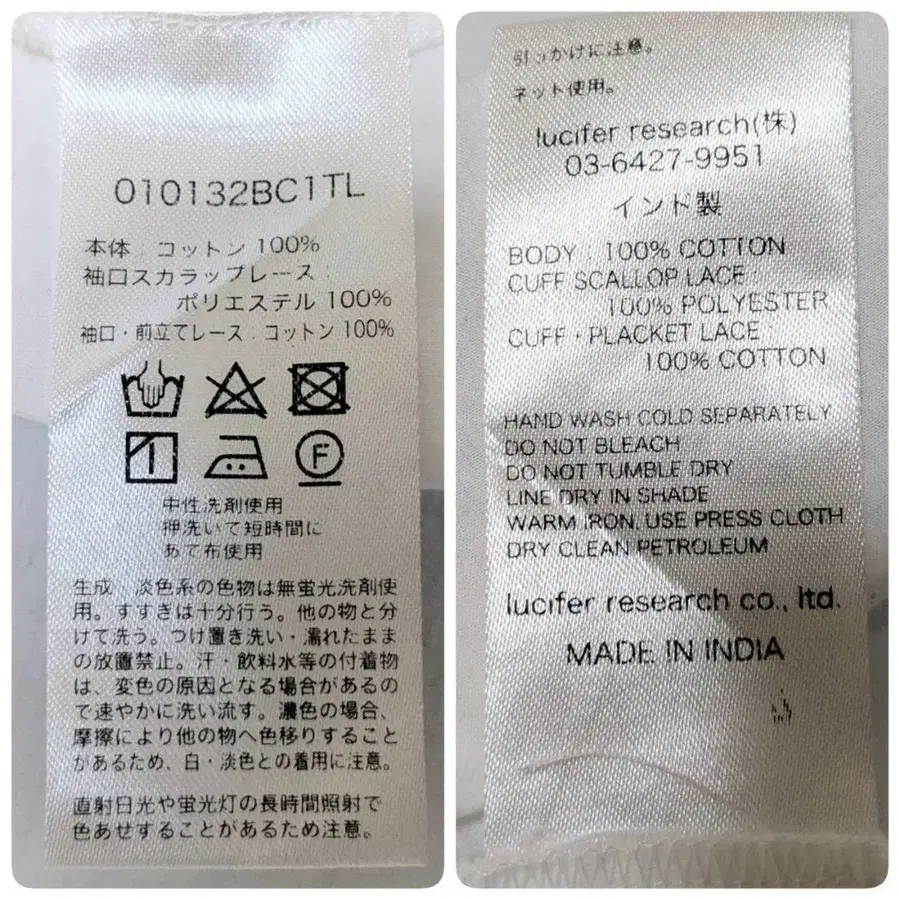 010132BC1TL
本体：コットン 100%
袖口スカラップレース：
ポリエステル 100%
袖口・前立てレース：コットン 100%
F
中性洗剤使用
押洗いで短時間に
あて布使用
生成・淡色系の色物は無蛍光洗剤使
用。すすぎは十分行う。他の物と分
けて洗う。つけ置き洗い・濡れたまま
の放置禁止。汗・飲料水等の付着物
は、変色の原因となる場合があるの
で速やかに洗い流す。濃色の場合、
摩擦により他の物へ色移りすること
があるため、白・淡色との着用に注意。
直射日光や蛍光灯の長時間照射で
色あせすることがあるため注意。
引っかけに注意。
ネット使用。
lucifer research(株)
03-6427-9951
インド製
BODY : 100% COTTON
CUFF SCALLOP LACE
100% POLYESTER
CUFF・PLACKET LACE
100% COTTON
HAND WASH COLD SEPARATELY
DO NOT BLEACH
DO NOT TUMBLE DRY
LINE DRY IN SHADE
WARM IRON, USE PRESS CLOTH
DRY CLEAN PETROLEUM
lucifer research co., ltd.
MADE IN INDIA